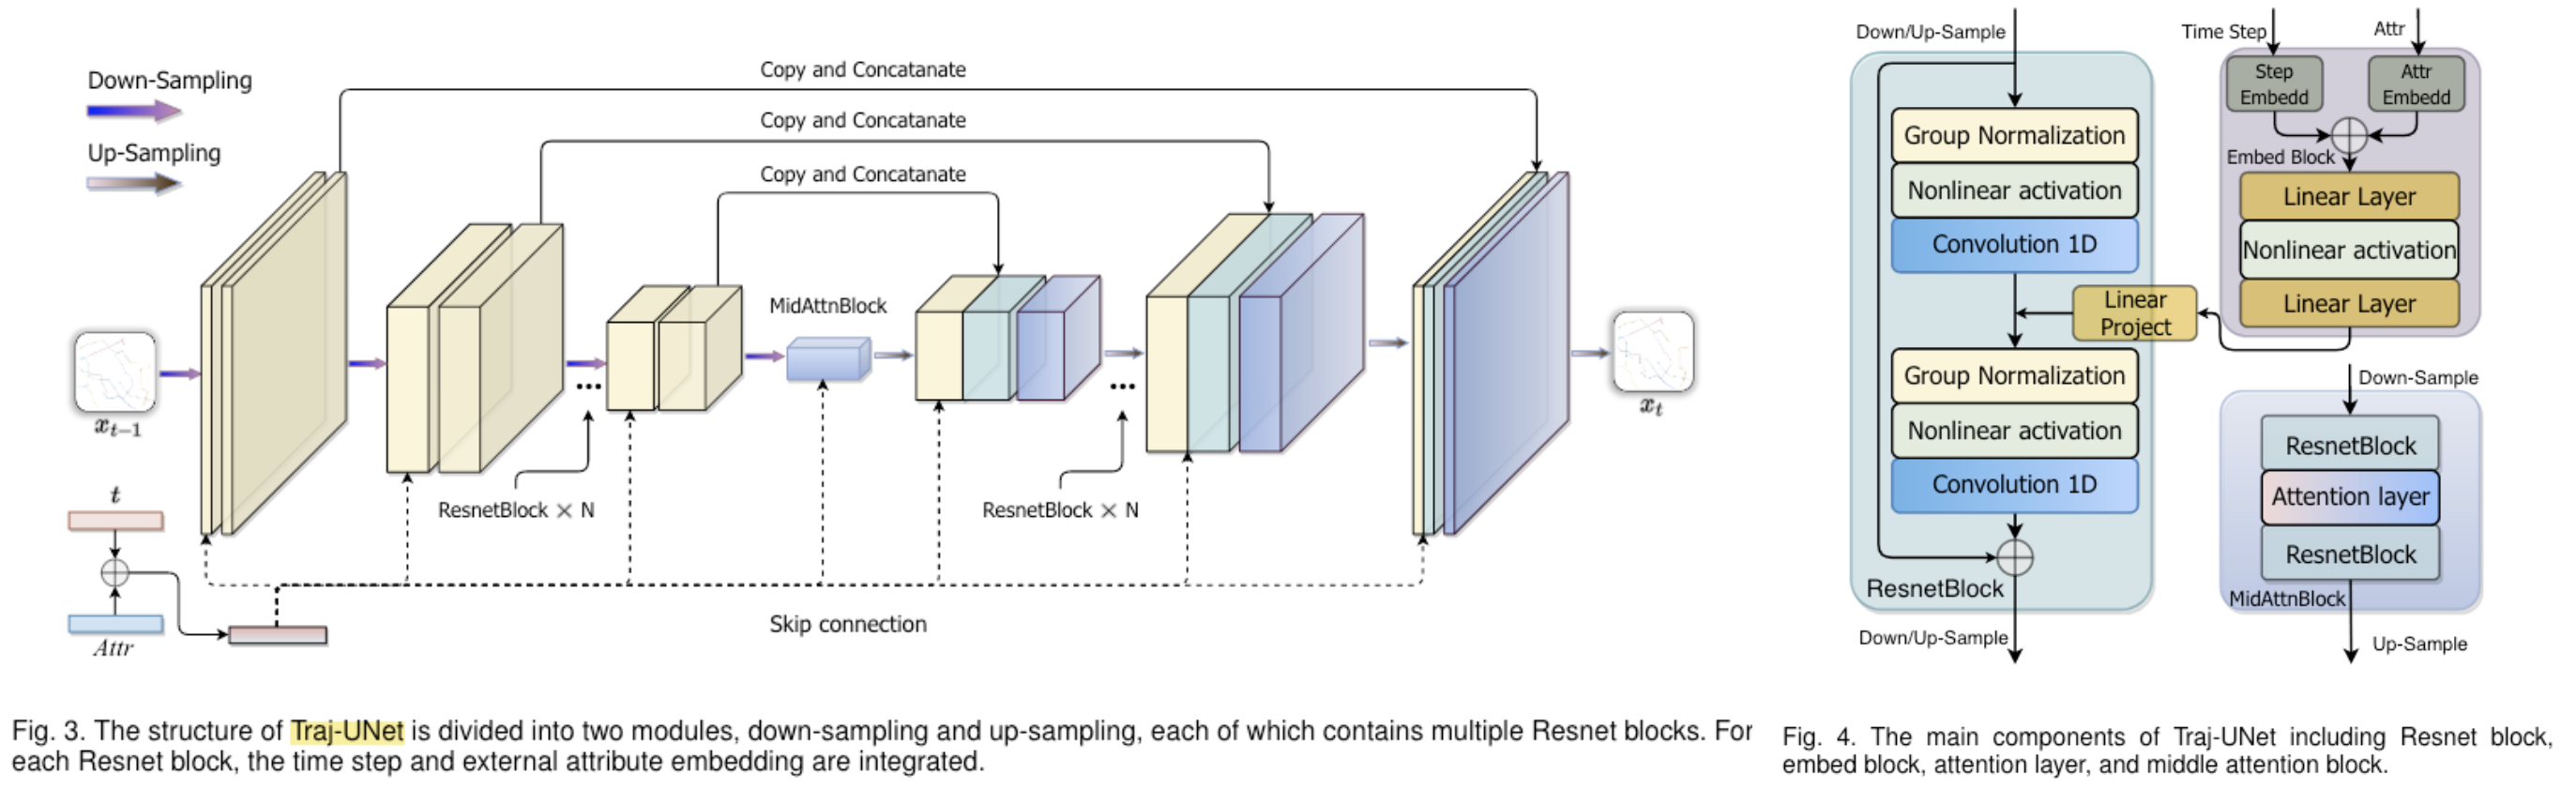 Down-Sampling
Up-Sampling
Copy and Concatanate
Copy and Concatanate
Copy and Concatanate
MidAttnBlock
x_{t-1}
x_t
...
...
ResnetBlock × N
ResnetBlock × N
t
Attr
Skip connection
Fig. 3. The structure of Traj-UNet is divided into two modules, down-sampling and up-sampling, each of which contains multiple Resnet blocks. For
each Resnet block, the time step and external attribute embedding are integrated.
Down/Up-Sample
Group Normalization
Nonlinear activation
Convolution 1D
Linear
Project
Group Normalization
Nonlinear activation
Convolution 1D
ResnetBlock
Down/Up-Sample
Time Step
Attr
Step
Embedd
Attr
Embedd
Embed Block
Linear Layer
Nonlinear activation
Linear Layer
Down-Sample
ResnetBlock
Attention layer
ResnetBlock
MidAttnBlock
Up-Sample
Fig. 4. The main components of Traj-UNet including Resnet block,
embed block, attention layer, and middle attention block.